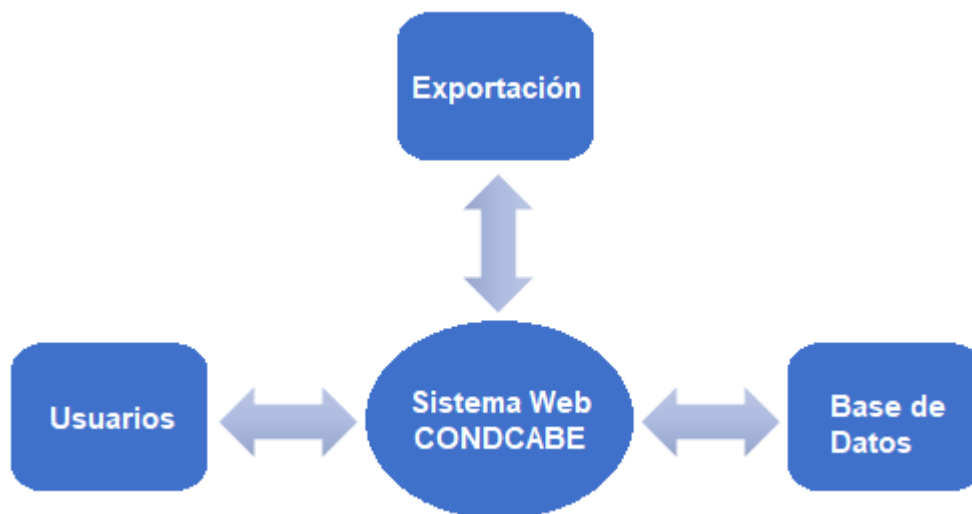 Exportación
Usuarios
Sistema Web
CONDCABE
Base de
Datos